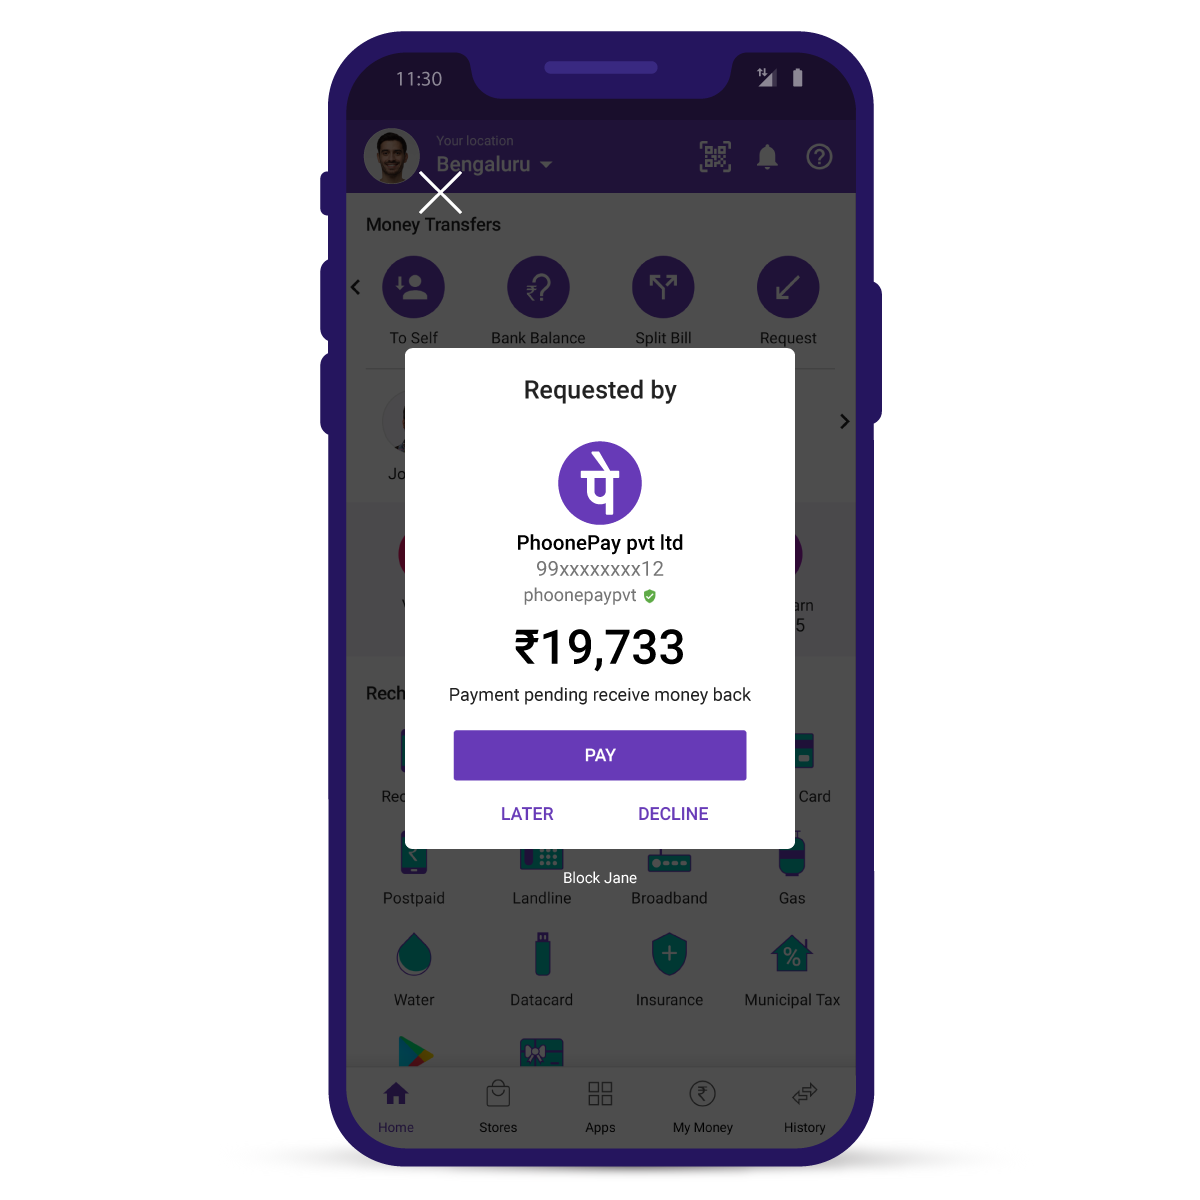 11:30
Your location
Bengaluru
Money Transfers
To Self
Bank Balance
Split Bill
Request
Requested by
पे
PhoonePay pvt ltd
99xxxxxxxx12
phoonepaypvt
₹19,733
Payment pending receive money back
PAY
LATER
DECLINE
Jo
arn
5
Rech
Rec
Card
Block Jane
Postpaid
Landline
Broadband
Gas
Water
Datacard
Insurance
Municipal Tax
Home
Stores
Apps
My Money
History